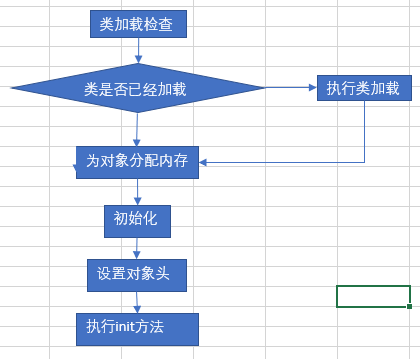 类加载检查
类是否已经加载
执行类加载
为对象分配内存
初始化
设置对象头
执行init方法